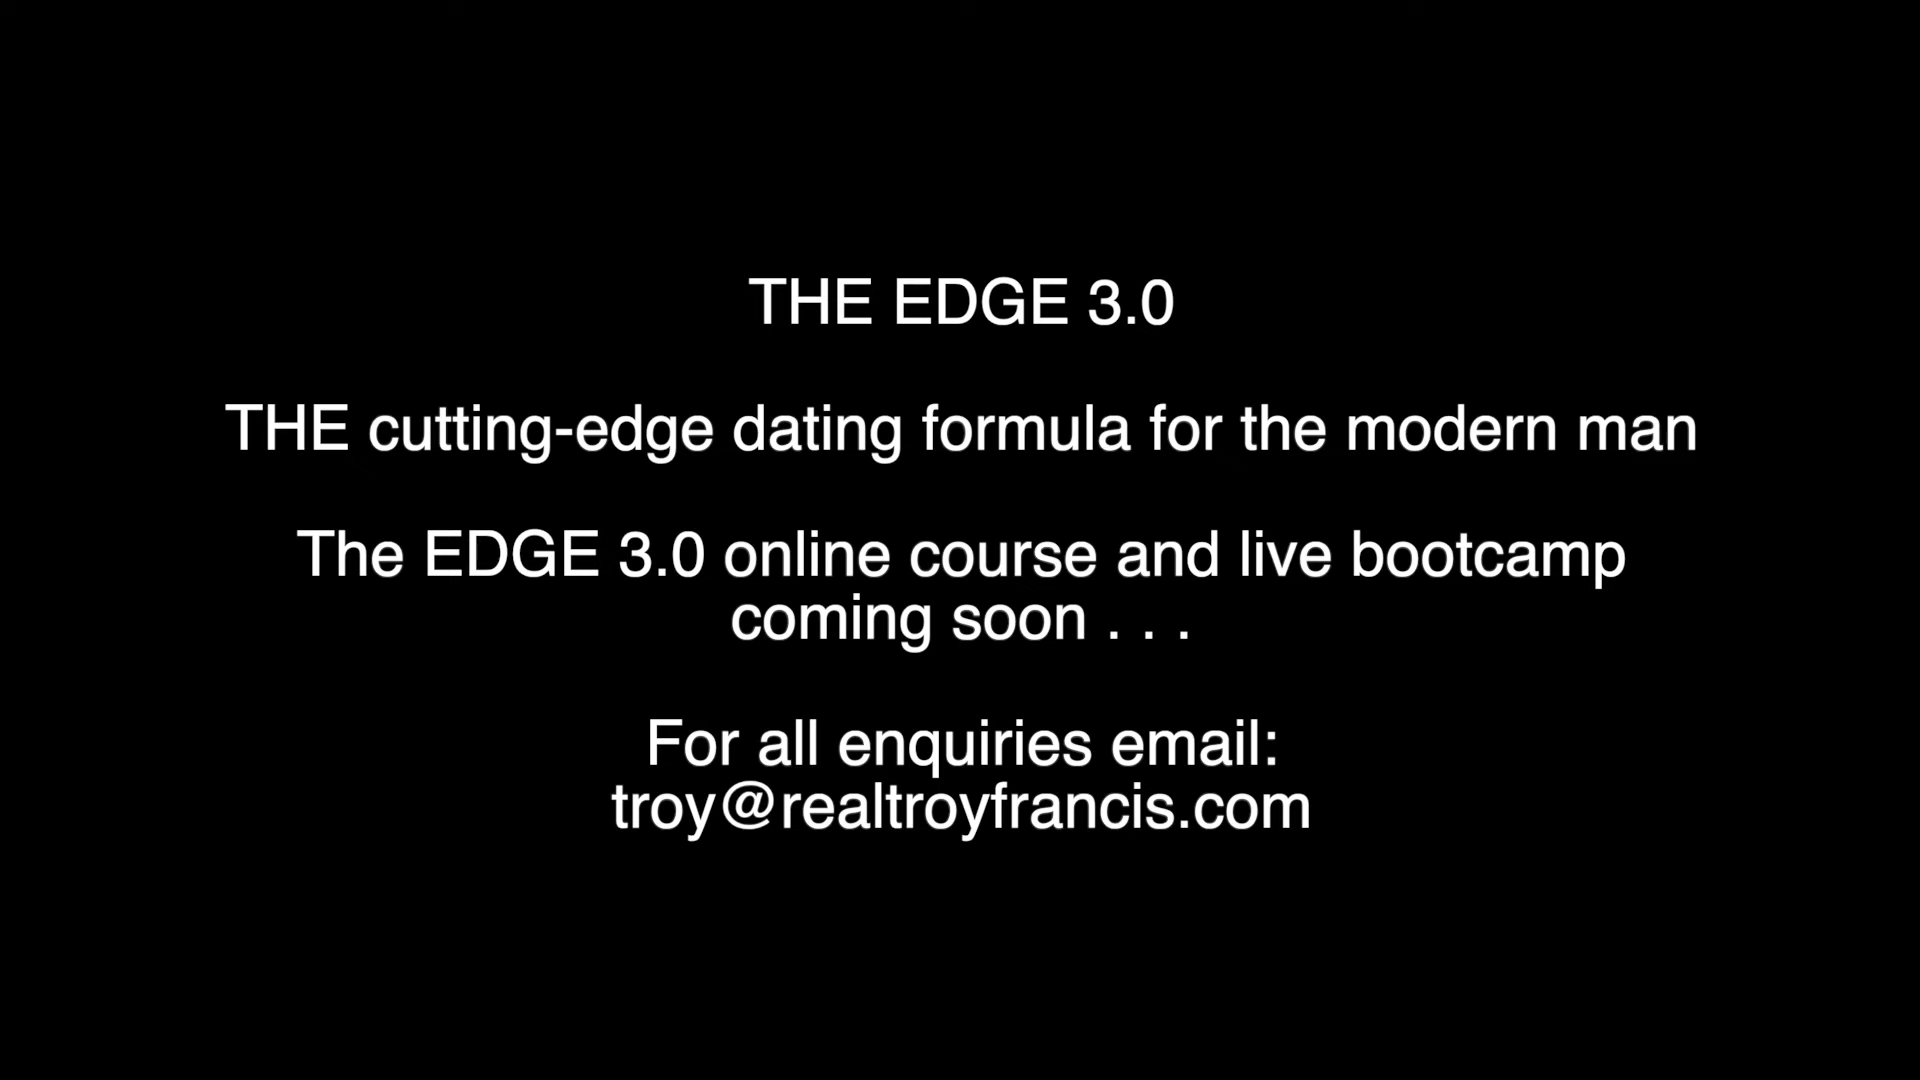 THE EDGE 3.0
THE cutting-edge dating formula for the modern man
The EDGE 3.0 online course and live bootcamp
coming soon . . .
For all enquiries email:
troy@realtroyfrancis.com